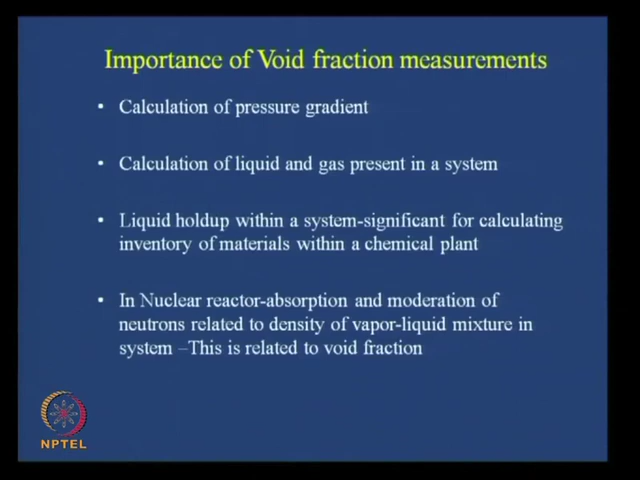 Importance of Void fraction measurements
• Calculation of pressure gradient
• Calculation of liquid and gas present in a system
• Liquid holdup within a system-significant for calculating
inventory of materials within a chemical plant
• In Nuclear reactor-absorption and moderation of
neutrons related to density of vapor-liquid mixture in
system –This is related to void fraction
NPTEL